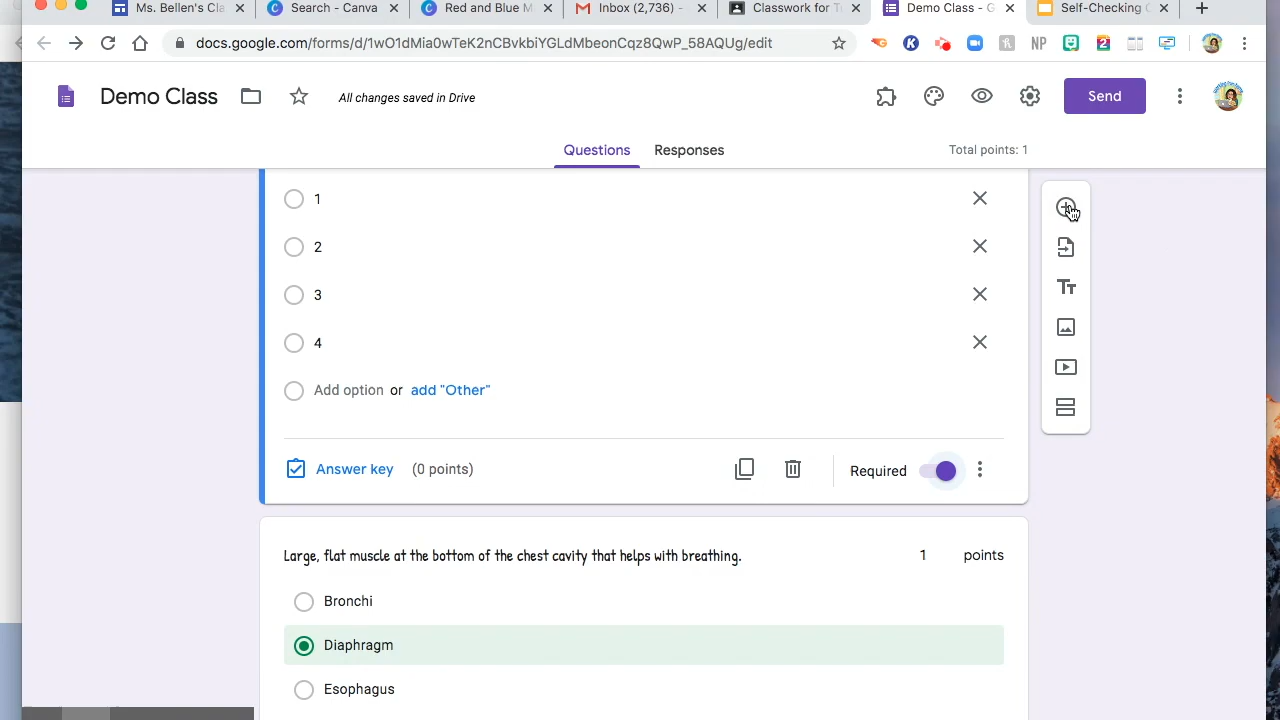 Ms. Bellen's Cla
Search - Canva
Red and Blue M
Inbox (2,736) -
Classwork for T
Demo Class - G
Self-Checking
docs.google.com/forms/d/1wO1dMia0wTeK2nCBvkbiYGLdMbeonCqz8QwP_58AQUg/edit
NP
2
Demo Class
All changes saved in Drive
Send
Questions
Responses
Total points: 1
1
2
3
4
Add option or add "Other"
Answer key (0 points)
Required
Large, flat muscle at the bottom of the chest cavity that helps with breathing.
1 points
Bronchi
Diaphragm
Esophagus